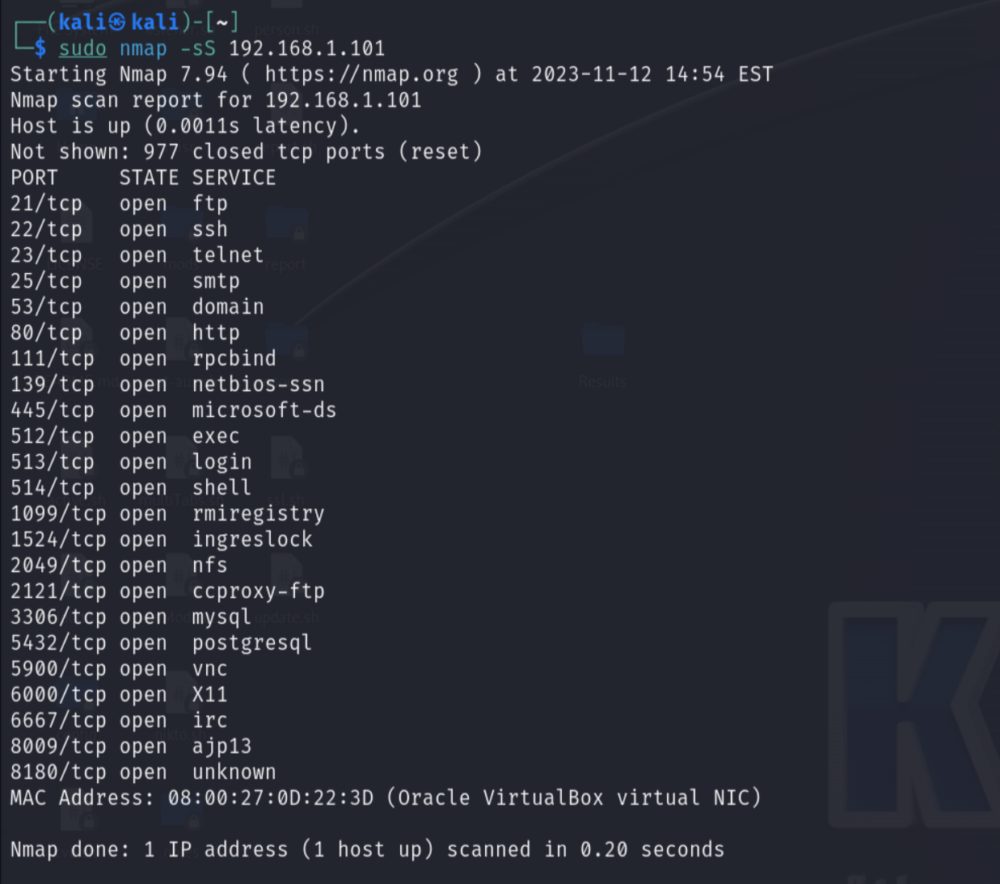 (kali㉿kali)-[~]
$ sudo nmap -sS 192.168.1.101
Starting Nmap 7.94 ( https://nmap.org ) at 2023-11-12 14:54 EST
Nmap scan report for 192.168.1.101
Host is up (0.0011s latency).
Not shown: 977 closed tcp ports (reset)
PORT     STATE SERVICE
21/tcp   open  ftp
22/tcp   open  ssh
23/tcp   open  telnet
25/tcp   open  smtp
53/tcp   open  domain
80/tcp   open  http
111/tcp  open  rpcbind
139/tcp  open  netbios-ssn
445/tcp  open  microsoft-ds
512/tcp  open  exec
513/tcp  open  login
514/tcp  open  shell
1099/tcp open  rmiregistry
1524/tcp open  ingreslock
2049/tcp open  nfs
2121/tcp open  ccproxy-ftp
3306/tcp open  mysql
5432/tcp open  postgresql
5900/tcp open  vnc
6000/tcp open  X11
6667/tcp open  irc
8009/tcp open  ajp13
8180/tcp open  unknown
MAC Address: 08:00:27:0D:22:3D (Oracle VirtualBox virtual NIC)
Nmap done: 1 IP address (1 host up) scanned in 0.20 seconds
person.sh
report
Results
update.sh